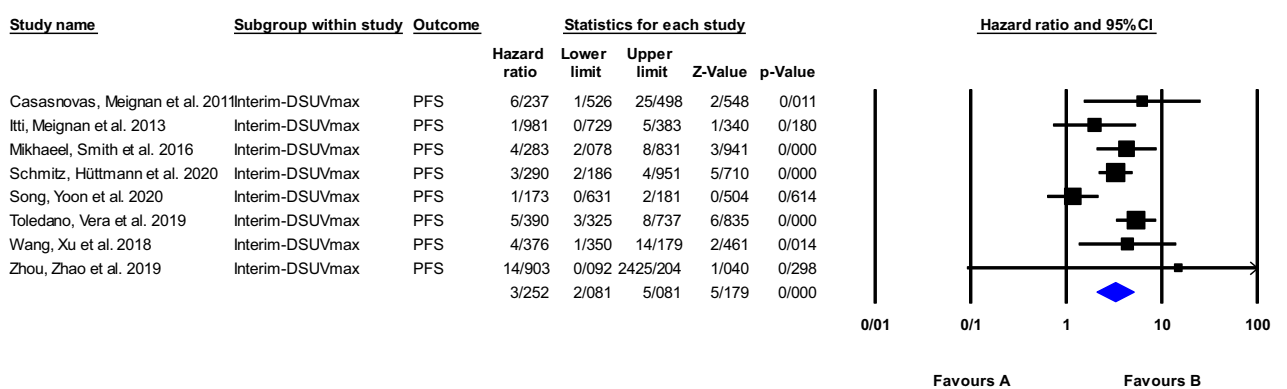 Study name Subgroup within study Outcome Statistics for each study Hazard ratio and 95%CI
Hazard Lower Upper
ratio limit limit Z-Value p-Value
Casasnovas, Meignan et al. 2011 Interim-DSUVmax PFS 6/237 1/526 25/498 2/548 0/011
Itti, Meignan et al. 2013 Interim-DSUVmax PFS 1/981 0/729 5/383 1/340 0/180
Mikhaeel, Smith et al. 2016 Interim-DSUVmax PFS 4/283 2/078 8/831 3/941 0/000
Schmitz, Hüttmann et al. 2020 Interim-DSUVmax PFS 3/290 2/186 4/951 5/710 0/000
Song, Yoon et al. 2020 Interim-DSUVmax PFS 1/173 0/631 2/181 0/504 0/614
Toledano, Vera et al. 2019 Interim-DSUVmax PFS 5/390 3/325 8/737 6/835 0/000
Wang, Xu et al. 2018 Interim-DSUVmax PFS 4/376 1/350 14/179 2/461 0/014
Zhou, Zhao et al. 2019 Interim-DSUVmax PFS 14/903 0/092 2425/204 1/040 0/298
3/252 2/081 5/081 5/179 0/000
0/01 0/1 1 10 100
Favours A Favours B